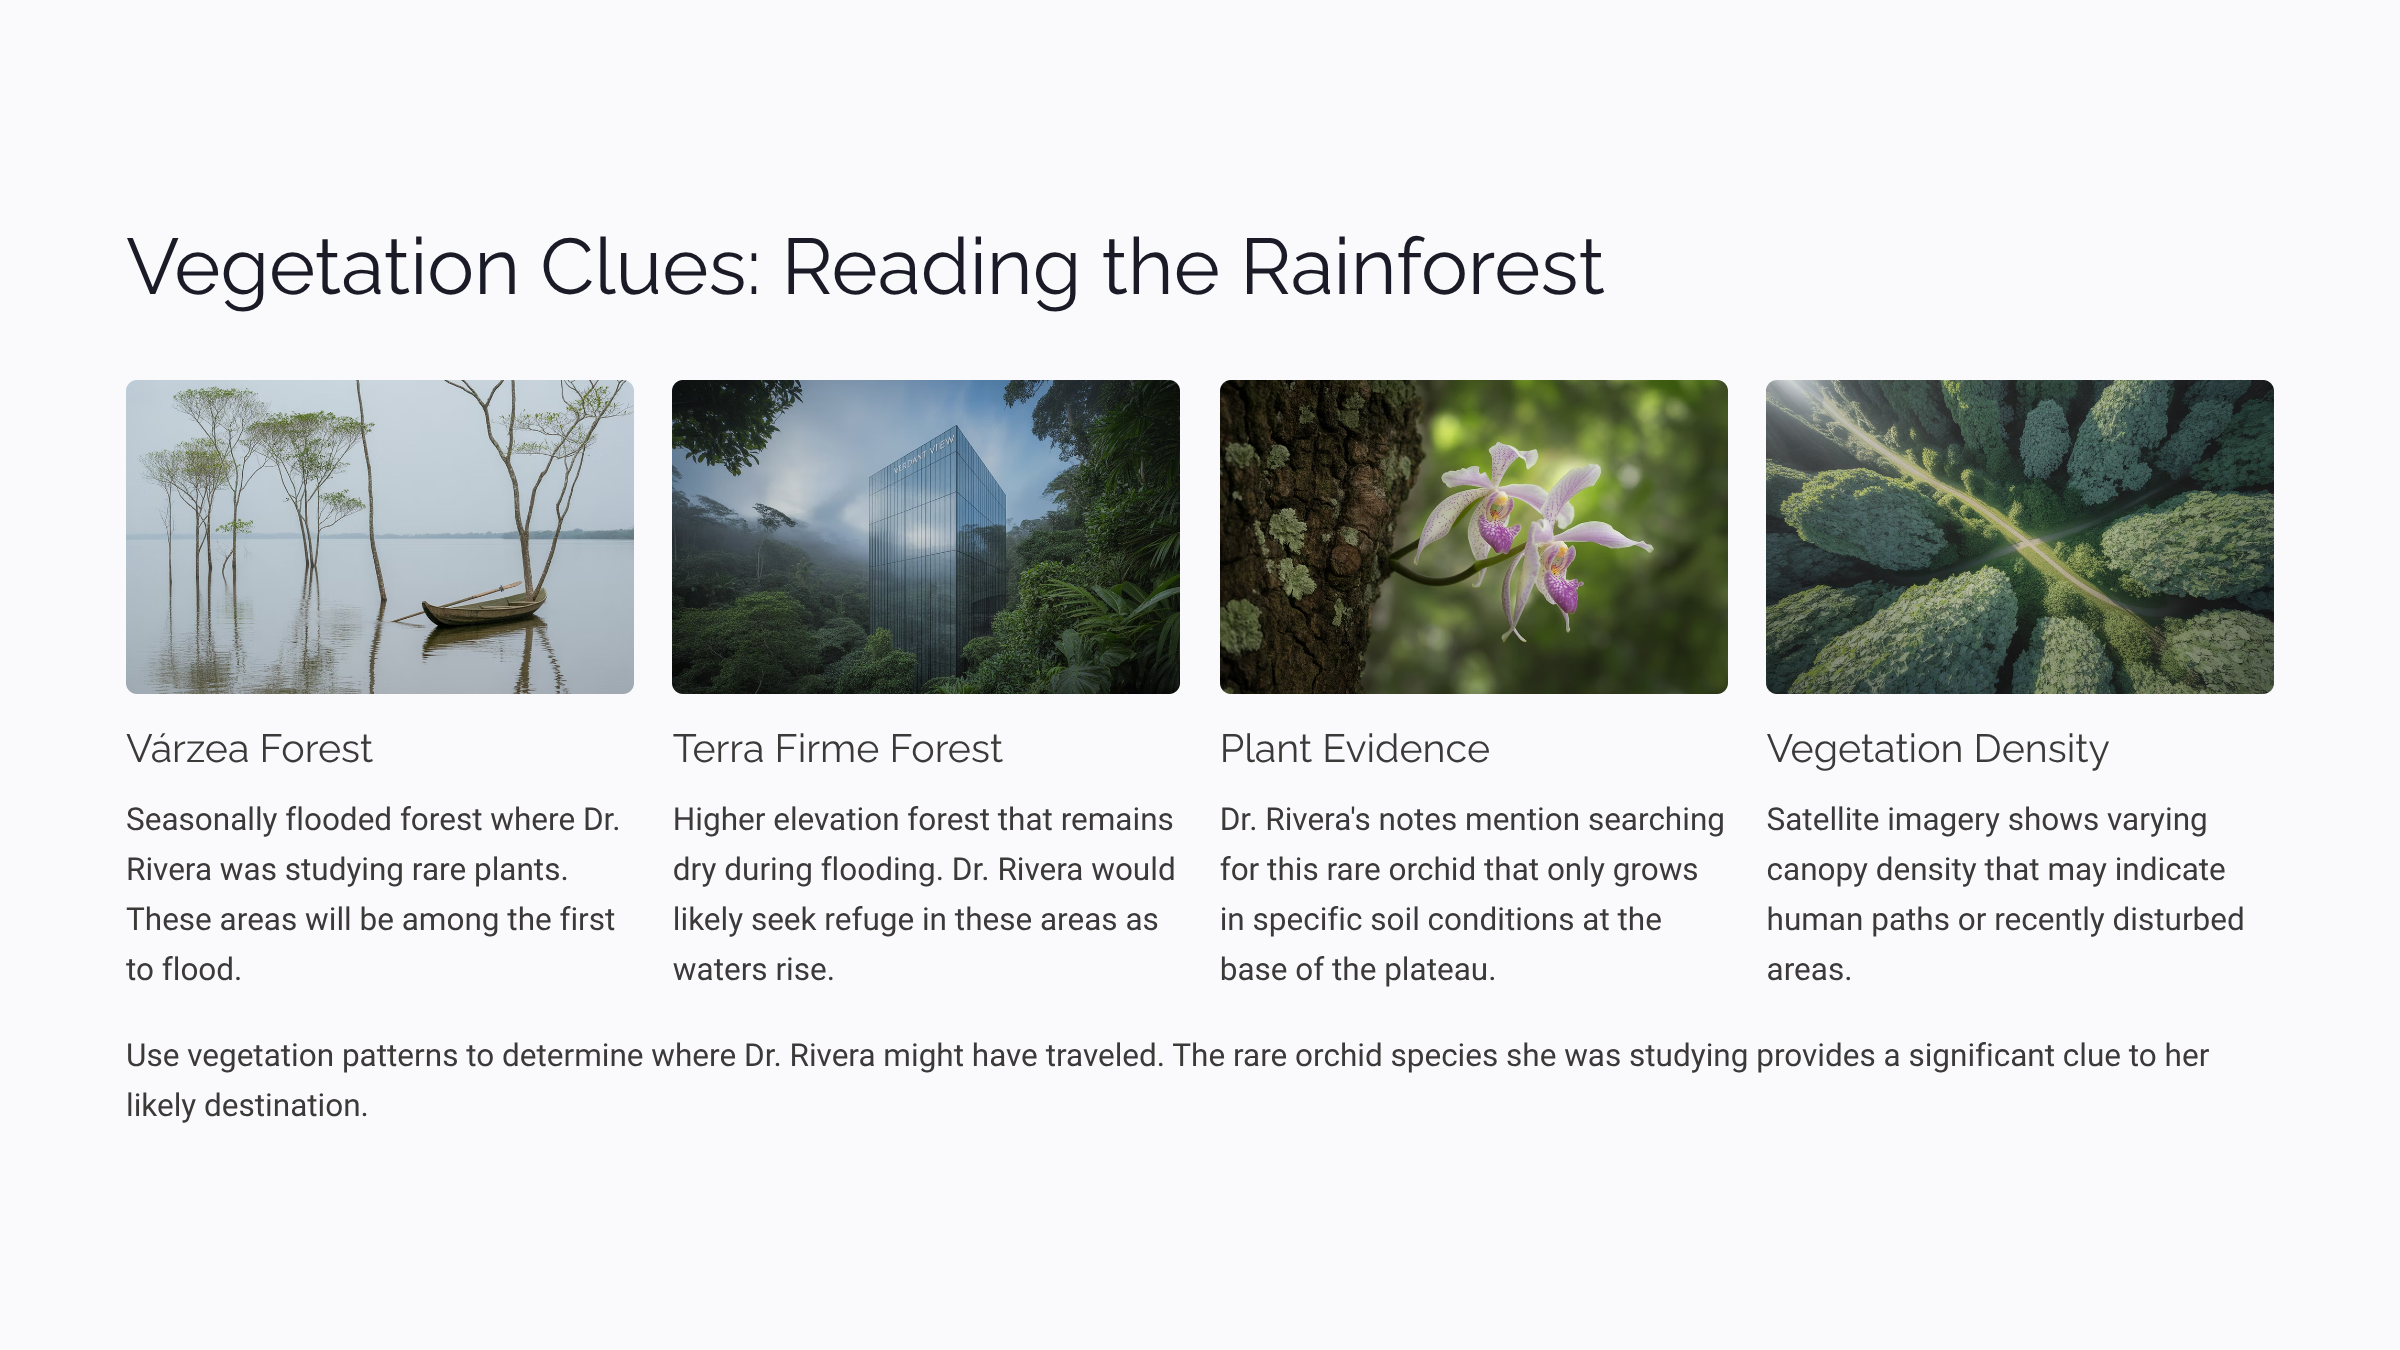 Vegetation Clues: Reading the Rainforest
VERDANT VIEW
Várzea Forest
Seasonally flooded forest where Dr.
Rivera was studying rare plants.
These areas will be among the first
to flood.
Terra Firme Forest
Higher elevation forest that remains
dry during flooding. Dr. Rivera would
likely seek refuge in these areas as
waters rise.
Plant Evidence
Dr. Rivera's notes mention searching
for this rare orchid that only grows
in specific soil conditions at the
base of the plateau.
Vegetation Density
Satellite imagery shows varying
canopy density that may indicate
human paths or recently disturbed
areas.
Use vegetation patterns to determine where Dr. Rivera might have traveled. The rare orchid species she was studying provides a significant clue to her
likely destination.